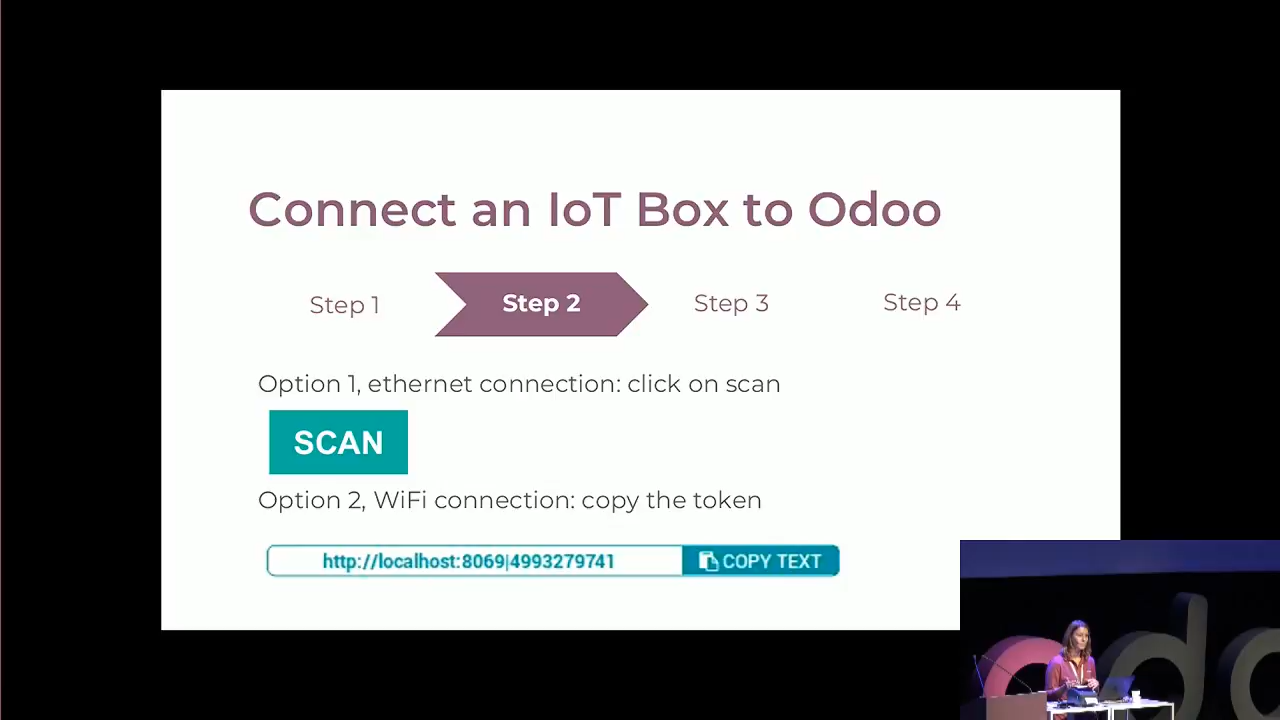 Connect an IoT Box to Odoo
Step 1
Step 2
Step 3
Step 4
Option 1, ethernet connection: click on scan
SCAN
Option 2, WiFi connection: copy the token
http://localhost:8069|4993279741
COPY TEXT
odo